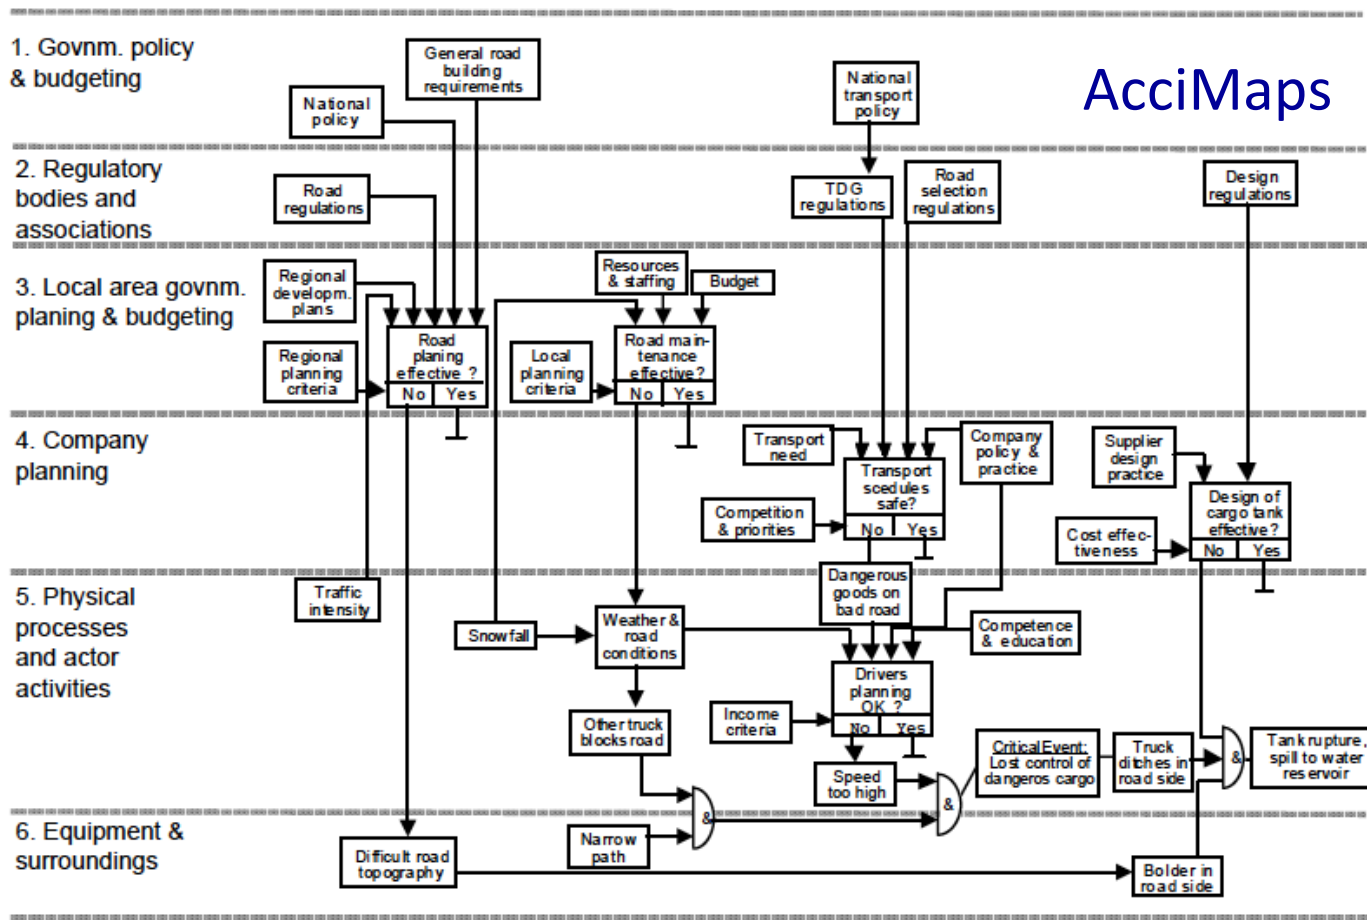 AcciMaps
1. Govnm. policy
& budgeting
General road
building
requirements
National
policy
National
transport
policy
2. Regulatory
bodies and
associations
Road
regulations
TDG
regulations
Road
selection
regulations
Design
regulations
3. Local area govnm.
planing & budgeting
Regional
developm.
plans
Resources
& staffing
Budget
Regional
planning
criteria
Road
planing
effective ?
No
Yes
Local
planning
criteria
Road main-
tenance
effective?
No
Yes
4. Company
planning
Transport
need
Company
policy &
practice
Supplier
design
practice
Transport
scedules
safe?
No
Yes
Competition
& priorities
Design of
cargo tank
effective?
No
Yes
Cost effec-
tiveness
5. Physical
processes
and actor
activities
Traffic
intensity
Snowfall
Weather &
road
conditions
Dangerous
goods on
bad road
Competence
& education
Drivers
planning
OK ?
No
Yes
Income
criteria
Other truck
blocks road
Speed
too high
Critical Event:
Lost control of
dangeros cargo
Truck
ditches in
road side
&
Tank rupture,
spill to water
reservoir
&
&
6. Equipment &
surroundings
Narrow
path
Difficult road
topography
Bolder in
road side